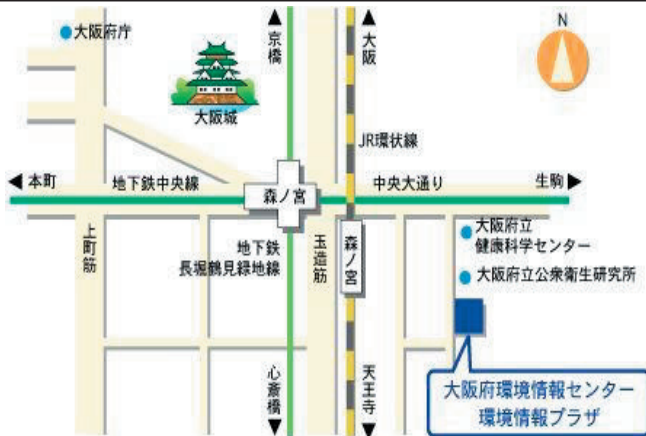 大阪府庁
大阪城
京橋
大阪
N
JR環状線
本町
地下鉄中央線
森ノ宮
中央大通り
生駒
上町筋
地下鉄
長堀鶴見緑地線
玉造筋
森ノ宮
大阪府立
健康科学センター
大阪府立公衆衛生研究所
心斎橋
天王寺
大阪府環境情報センター
環境情報プラザ